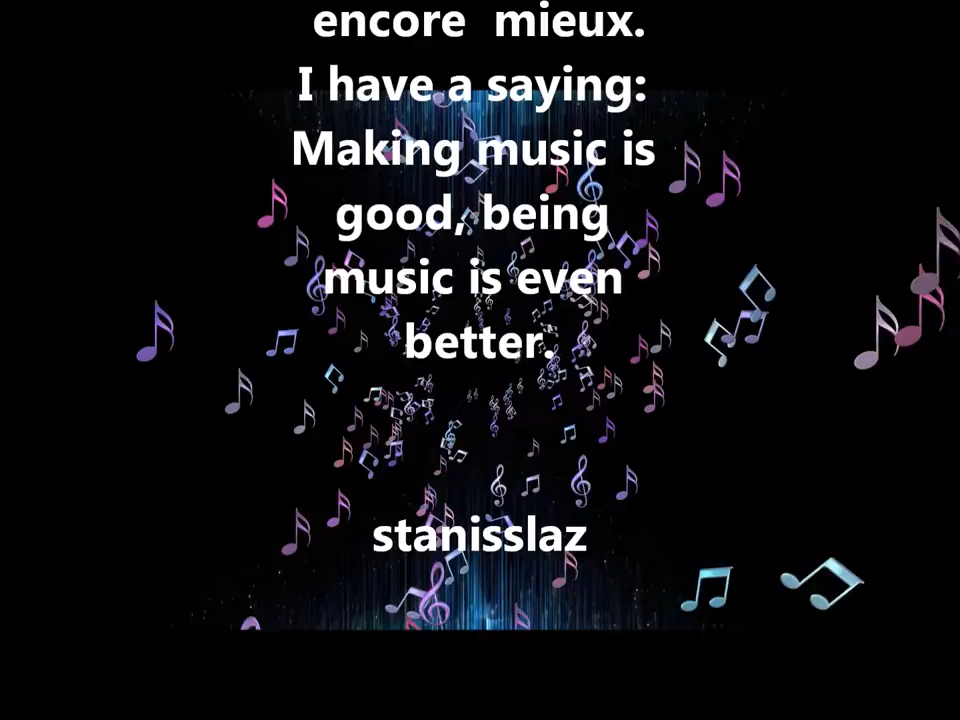 encore mieux.
I have a saying:
Making music is
good, being
music is even
better.
stanisslaz